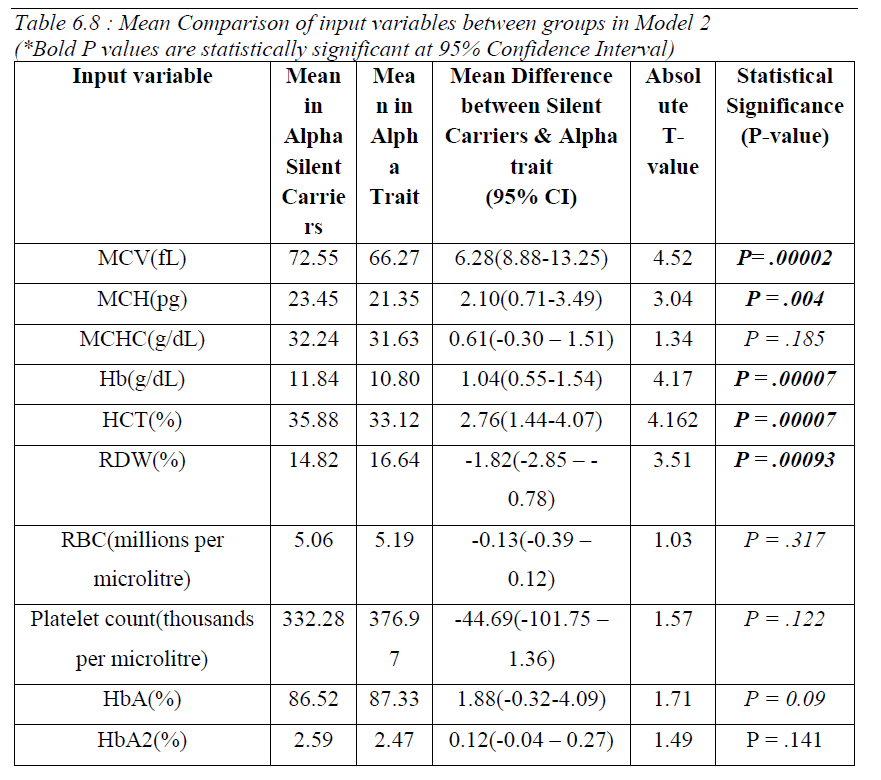 Table 6.8 : Mean Comparison of input variables between groups in Model 2
(*Bold P values are statistically significant at 95% Confidence Interval)
Input variable
Mean
in
Alpha
Silent
Carrie
rs
Mea
n in
Alph
a
Trait
Mean Difference
between Silent
Carriers & Alpha
trait
(95% CI)
Absol
ute
T-
value
Statistical
Significance
(P-value)
MCV(fL) 72.55 66.27 6.28(8.88-13.25) 4.52 P= .00002
MCH(pg) 23.45 21.35 2.10(0.71-3.49) 3.04 P = .004
MCHC(g/dL) 32.24 31.63 0.61(-0.30 – 1.51) 1.34 P = .185
Hb(g/dL) 11.84 10.80 1.04(0.55-1.54) 4.17 P = .00007
HCT(%) 35.88 33.12 2.76(1.44-4.07) 4.162 P = .00007
RDW(%) 14.82 16.64 -1.82(-2.85 – -
0.78)
3.51 P = .00093
RBC(millions per
microlitre)
5.06 5.19 -0.13(-0.39 –
0.12)
1.03 P = .317
Platelet count(thousands
per microlitre)
332.28 376.9
7
-44.69(-101.75 –
1.36)
1.57 P = .122
HbA(%) 86.52 87.33 1.88(-0.32-4.09) 1.71 P = 0.09
HbA2(%) 2.59 2.47 0.12(-0.04 – 0.27) 1.49 P = .141